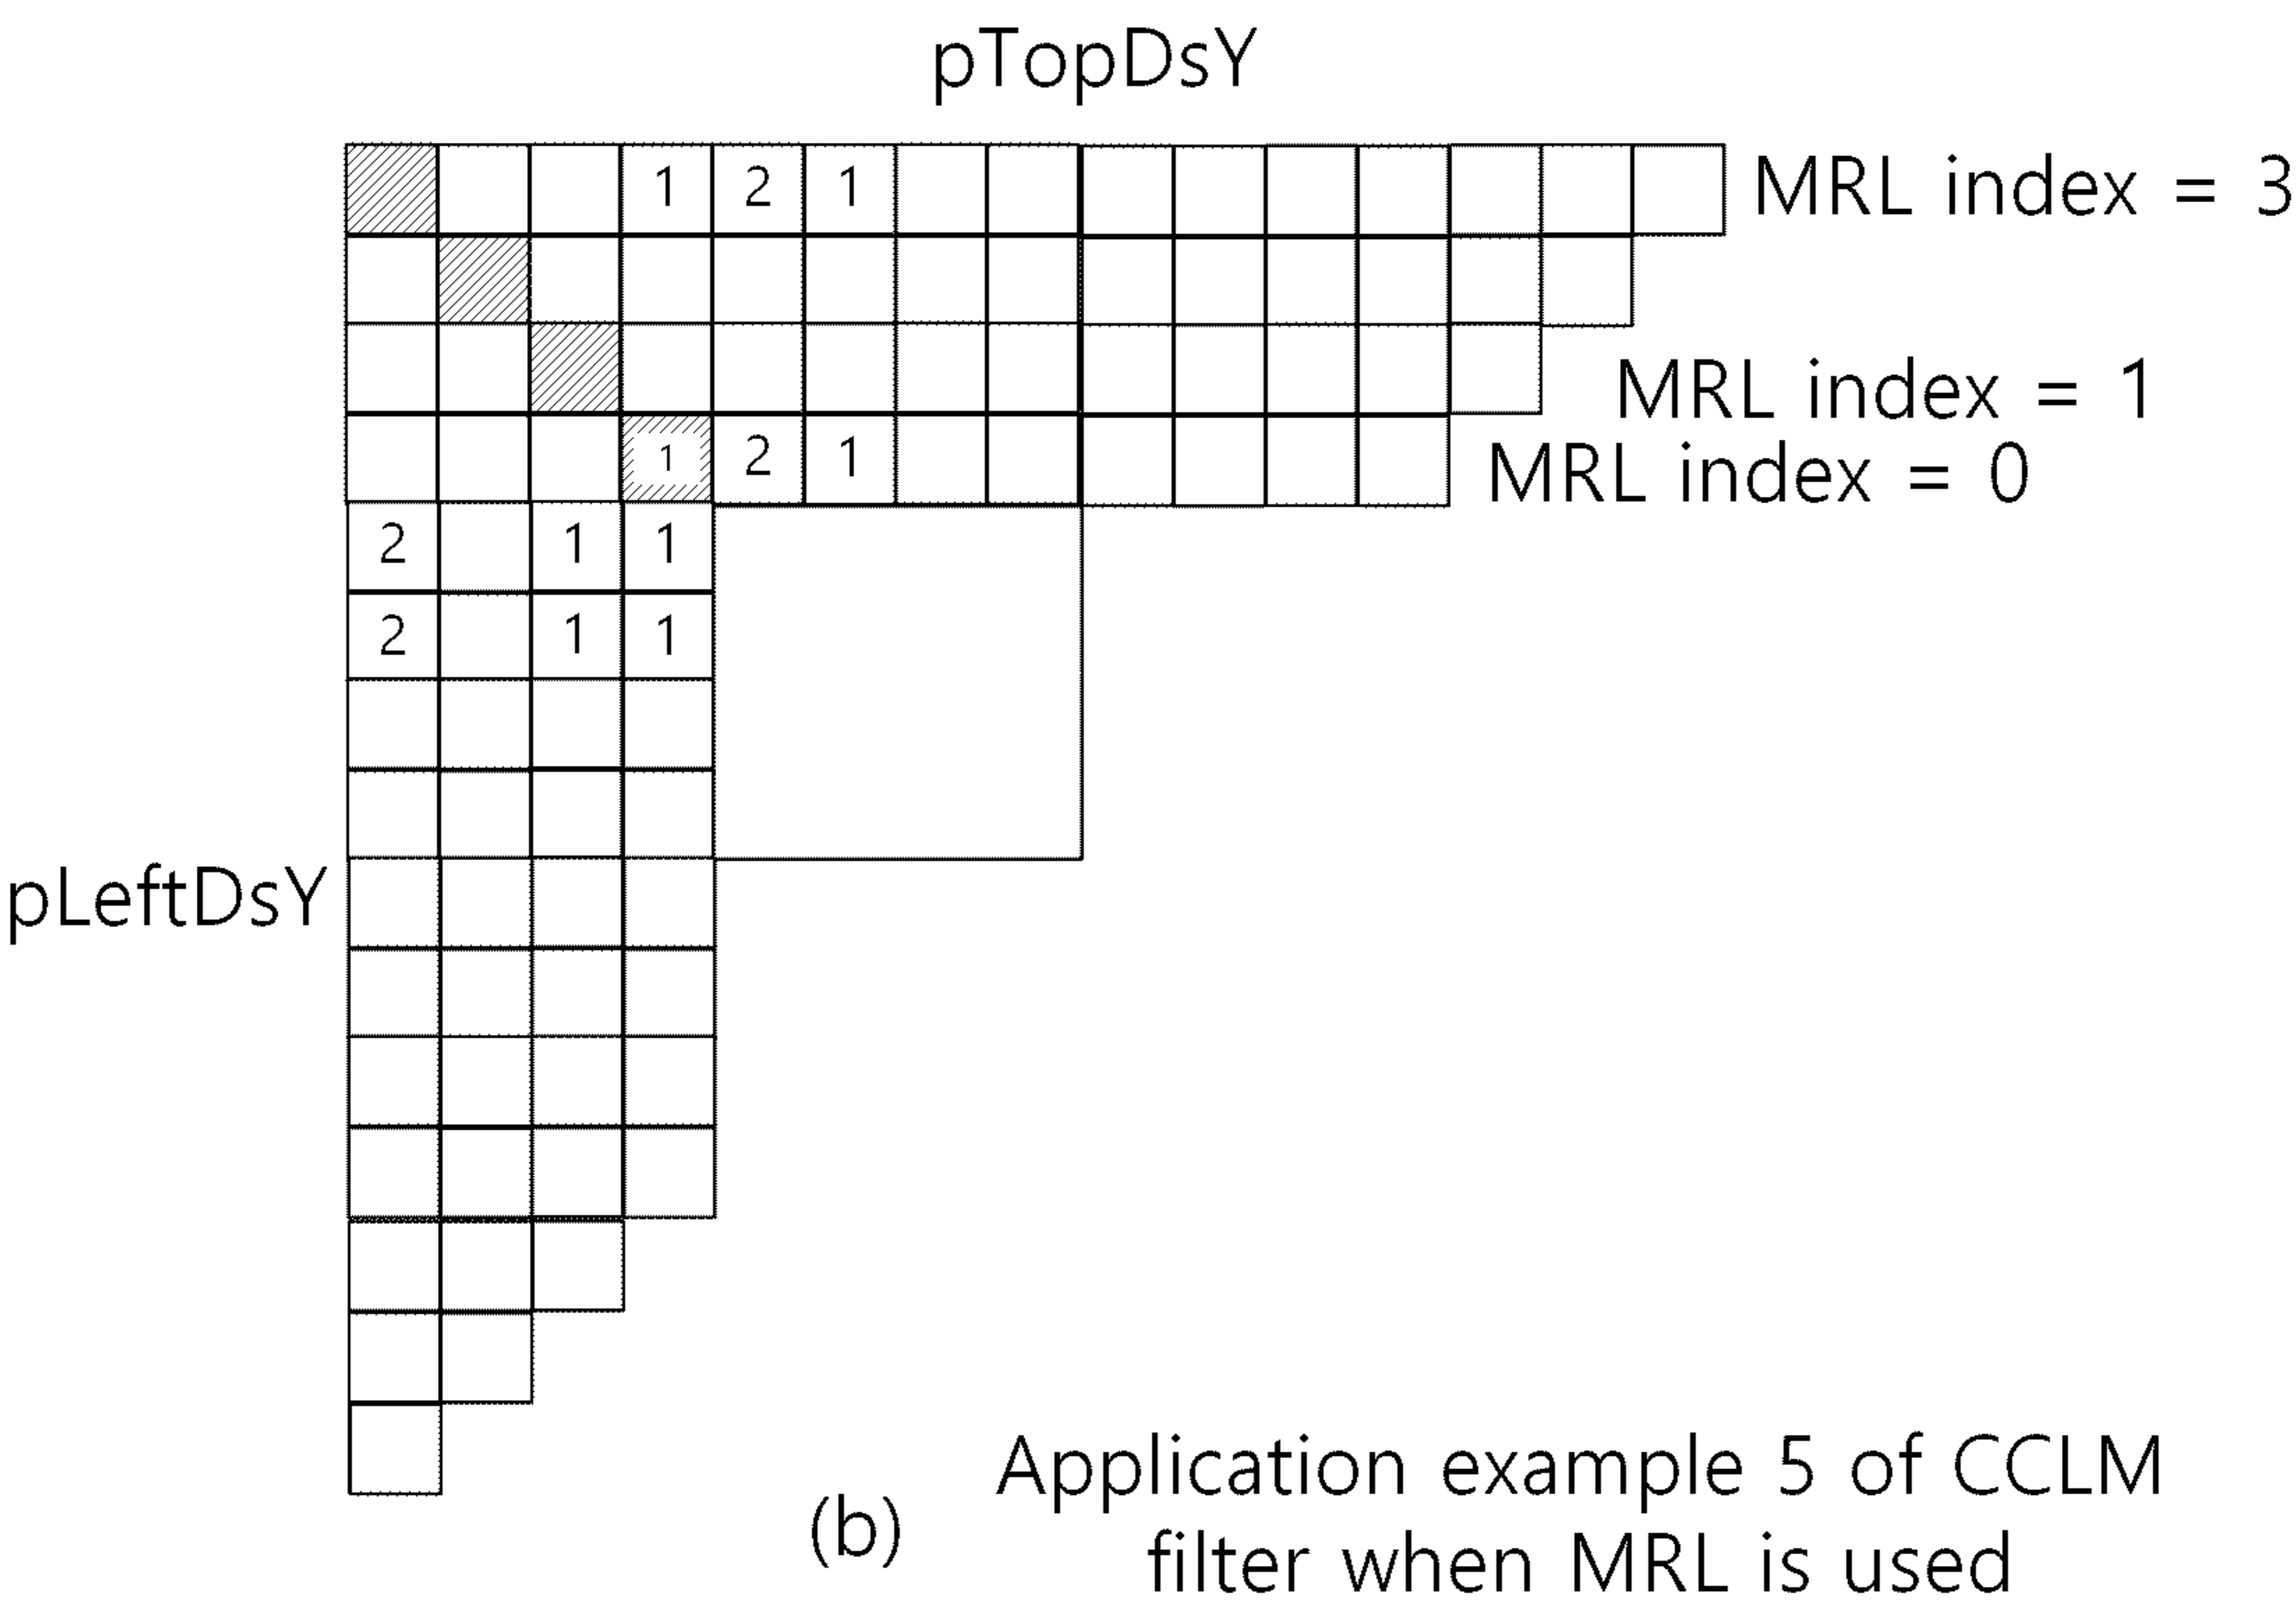 pTopDsY
1 2 1 MRL index = 3
MRL index = 1
1 2 1 MRL index = 0
2 1 1
2 1 1
pLeftDsY
(b)
Application example 5 of CCLM
filter when MRL is used